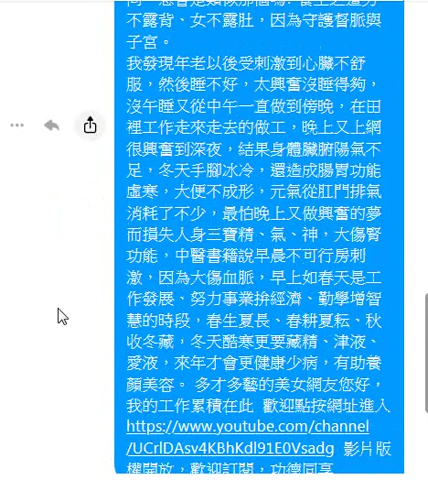 不露背、女不露肚，因為守護督脈與
子宮。
我發現年老以後受刺激到心臟不舒
服，然後睡不好，太興奮沒睡得夠，
沒午睡又從中午一直做到傍晚，在田
裡工作走來走去的做工，晚上又上網
很興奮到深夜，結果身體臟腑陽氣不
足，冬天手腳冰冷，還造成腸胃功能
虛寒，大便不成形，元氣從肛門排氣
消耗了不少，最怕晚上又做興奮的夢
而損失人身三寶精、氣、神，大傷腎
功能，中醫書籍說早晨不可行房刺
激，因為大傷血脈，早上如春天是工
作發展、努力事業拚經濟、勤學增智
慧的時段，春生夏長、春耕夏耘、秋
收冬藏，冬天酷寒更要藏精、津液、
愛液，來年才會更健康少病，有助養
顏美容。 多才多藝的美女網友您好，
我的工作累積在此 歡迎點按網址進入
https://www.youtube.com/channel
/UCrlDAsv4KBhKdl91E0Vsadg 影片版
權開放，歡迎訂閱，功德同享